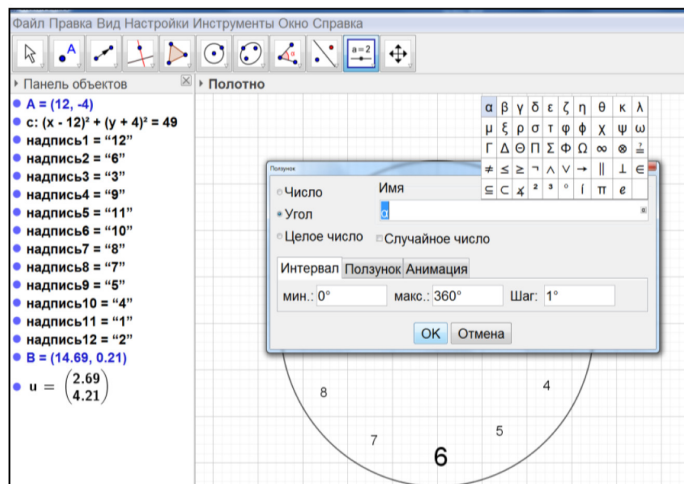 Файл Правка Вид Настройки Инструменты Окно Справка
A
a=2
Панель объектов
Полотно
A = (12, -4)
c: (x - 12)² + (y + 4)² = 49
надпись1 = “12”
надпись2 = “6”
надпись3 = “3”
надпись4 = “9”
надпись5 = “11”
надпись6 = “10”
надпись7 = “8”
надпись8 = “7”
надпись9 = “5”
надпись10 = “4”
надпись11 = “1”
надпись12 = “2”
B = (14.69, 0.21)
u = (2.69
4.21)
α β γ δ ε ζ η θ κ λ
μ ξ ρ σ τ φ ϕ χ ψ ω
Γ Δ Θ Π Σ Φ Ω ∞ ⊗ ≟
≠ ≤ ≥ ¬ ∧ ∨ → ∥ ⊥ ∈
⊆ ⊂ ∡ ² ³ ° í π e
Ползунок
Число
Имя
Угол
α
Целое число
Случайное число
Интервал Ползунок Анимация
мин.: 0° макс.: 360° Шаг: 1°
OK Отмена
8
4
7
5
6